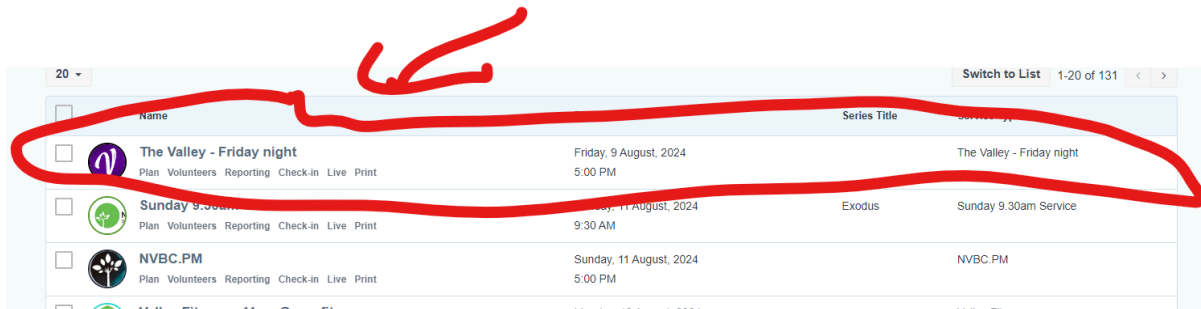 20
Switch to List 1-20 of 131
Name Series Title
The Valley - Friday night Friday, 9 August, 2024 The Valley - Friday night
Plan Volunteers Reporting Check-in Live Print 5:00 PM
Sunday 9.30am 11 August, 2024 Exodus Sunday 9.30am Service
Plan Volunteers Reporting Check-in Live Print 9:30 AM
NVBC.PM Sunday, 11 August, 2024 NVBC.PM
Plan Volunteers Reporting Check-in Live Print 5:00 PM